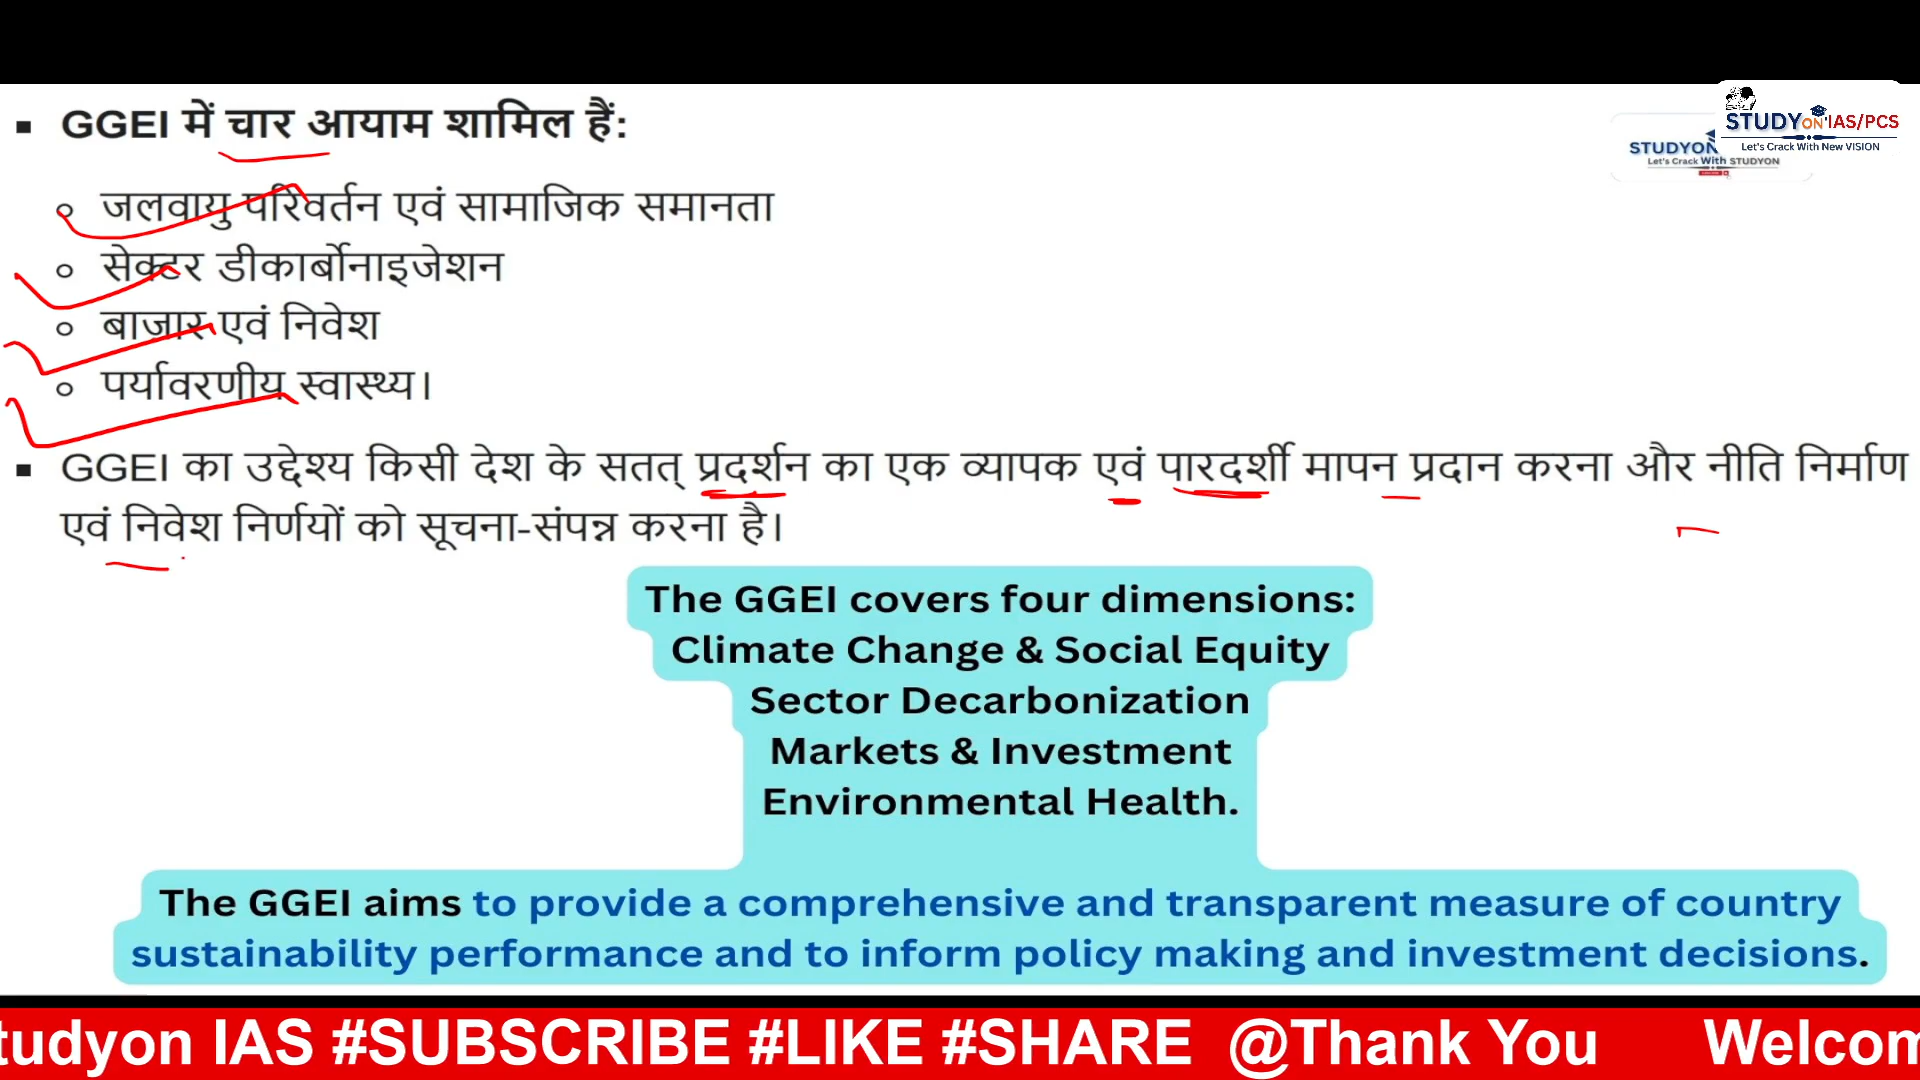 GGEI में चार आयाम शामिल हैं:
STUDYON IAS/PCS
Let's Crack With New VISION
STUDYON
Let's Crack With STUDYON
जलवायु परिवर्तन एवं सामाजिक समानता
सेक्टर डीकार्बोनाइजेशन
बाजार एवं निवेश
पर्यावरणीय स्वास्थ्य।
GGEI का उद्देश्य किसी देश के सतत् प्रदर्शन का एक व्यापक एवं पारदर्शी मापन प्रदान करना और नीति निर्माण
एवं निवेश निर्णयों को सूचना-संपन्न करना है।
The GGEI covers four dimensions:
Climate Change & Social Equity
Sector Decarbonization
Markets & Investment
Environmental Health.
The GGEI aims to provide a comprehensive and transparent measure of country
sustainability performance and to inform policy making and investment decisions.
tudyon IAS #SUBSCRIBE #LIKE #SHARE @Thank You Welcom